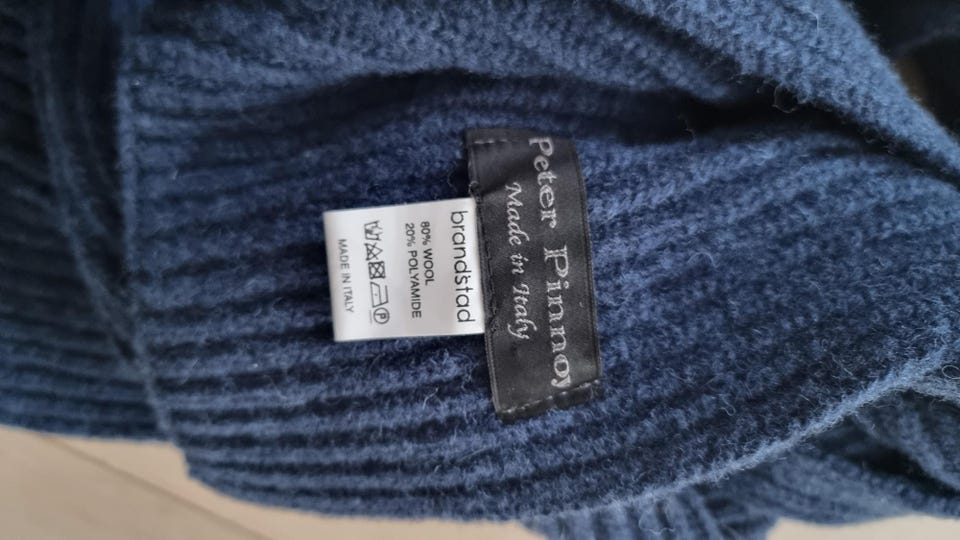 Peter Pinnoy
Made in Italy
brandstad
80% WOOL
20% POLYAMIDE
P
MADE IN ITALY